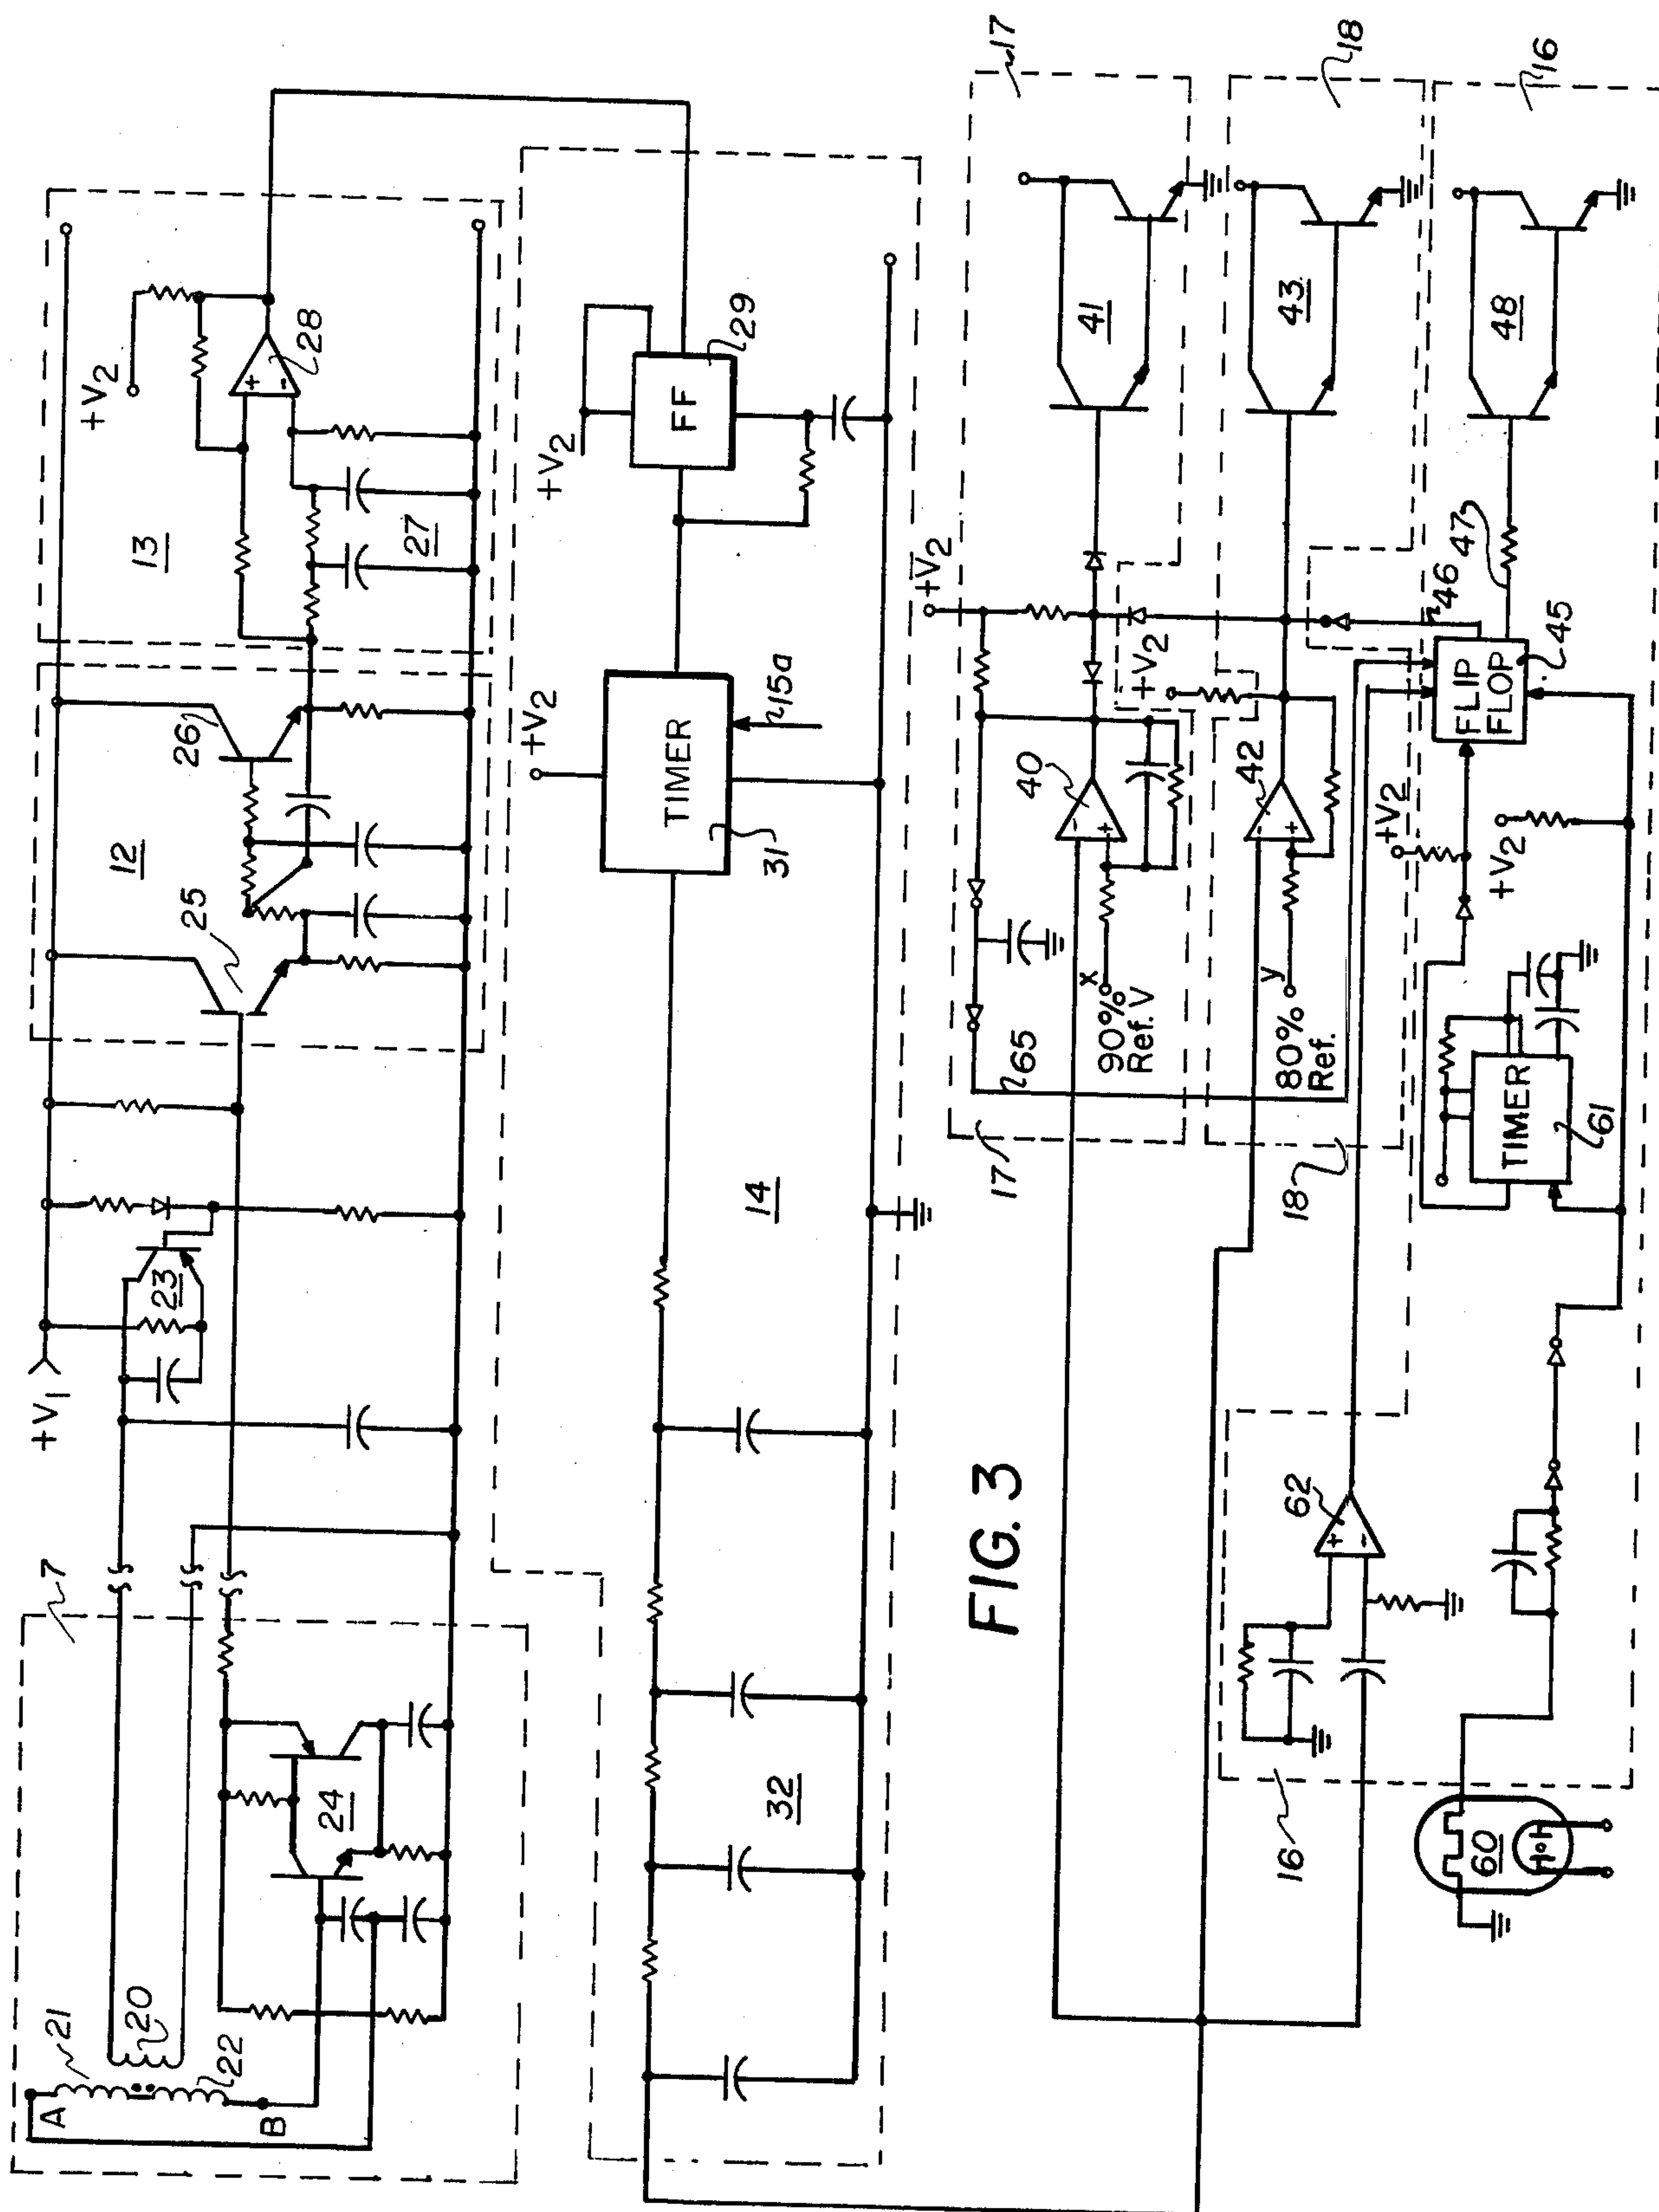 7
+V1
23
25
12
26
13
27
+V2
28
21
20
22
A
B
24
+V2
FF
29
+V2
TIMER
15a
31
14
32
FIG. 3
17
41
+V2
40
x
90%
Ref. V
65
17
18
43
+V2
42
y
80%
Ref.
18
16
48
47
46
FLIP
FLOP
45
+V2
+V2
TIMER
61
62
16
60